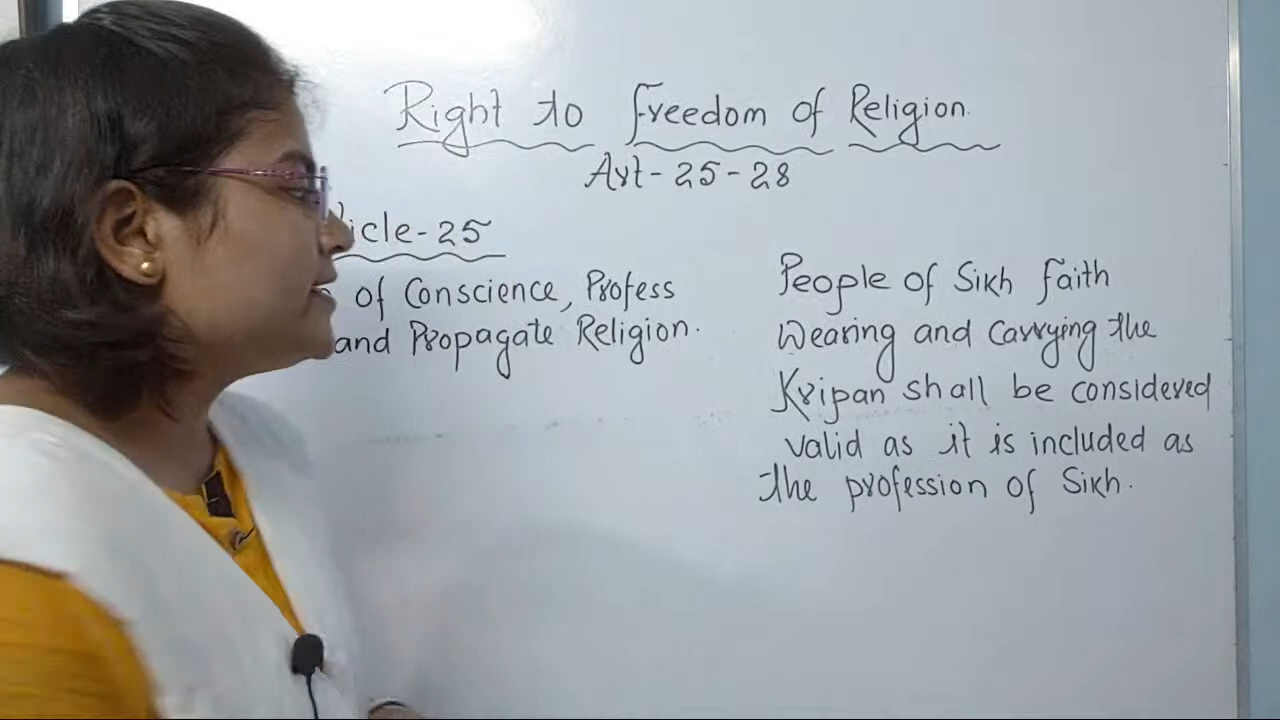 Right to Freedom of Religion.
Art-25-28
icle-25
of Conscience, Profess
and Propagate Religion.
People of Sikh faith
Wearing and Carrying the
Kripan shall be considered
valid as it is included as
the profession of Sikh.